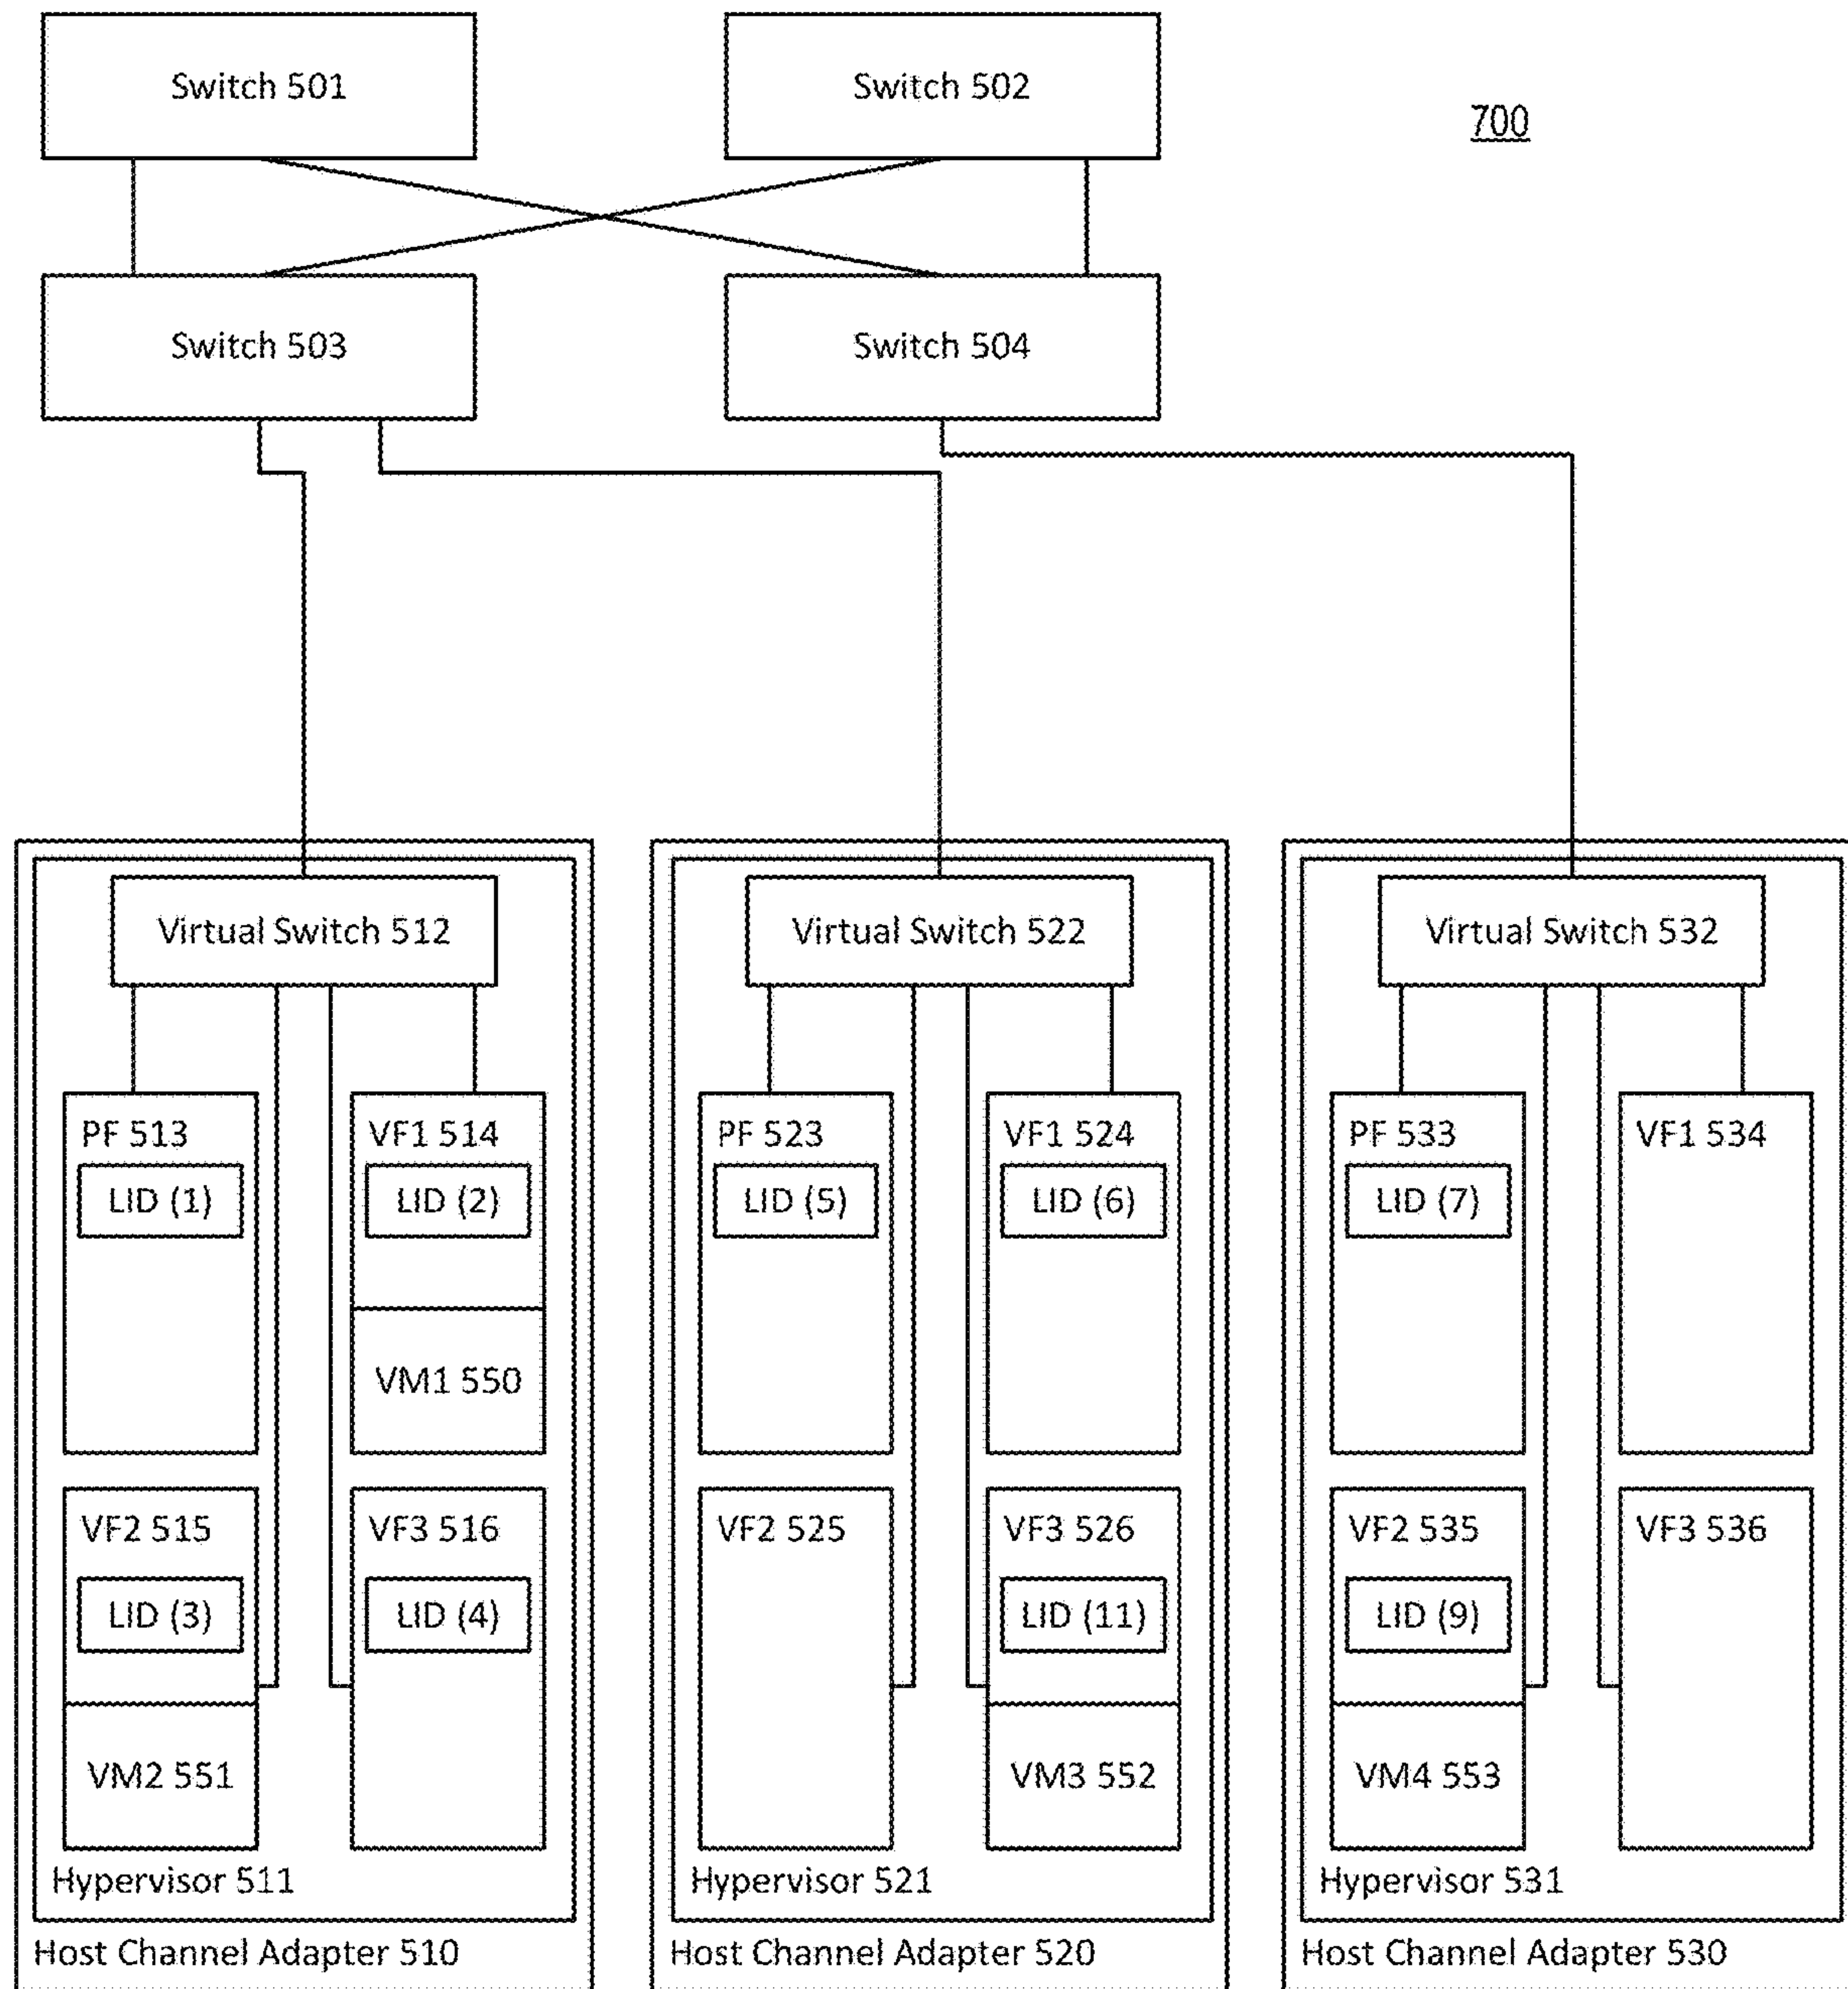 Switch 501
Switch 502
700
Switch 503
Switch 504
Virtual Switch 512
Virtual Switch 522
Virtual Switch 532
PF 513
LID (1)
VF1 514
LID (2)
VM1 550
PF 523
LID (5)
VF1 524
LID (6)
PF 533
LID (7)
VF1 534
VF2 515
LID (3)
VM2 551
VF3 516
LID (4)
VF2 525
VF3 526
LID (11)
VM3 552
VF2 535
LID (9)
VM4 553
VF3 536
Hypervisor 511
Hypervisor 521
Hypervisor 531
Host Channel Adapter 510
Host Channel Adapter 520
Host Channel Adapter 530